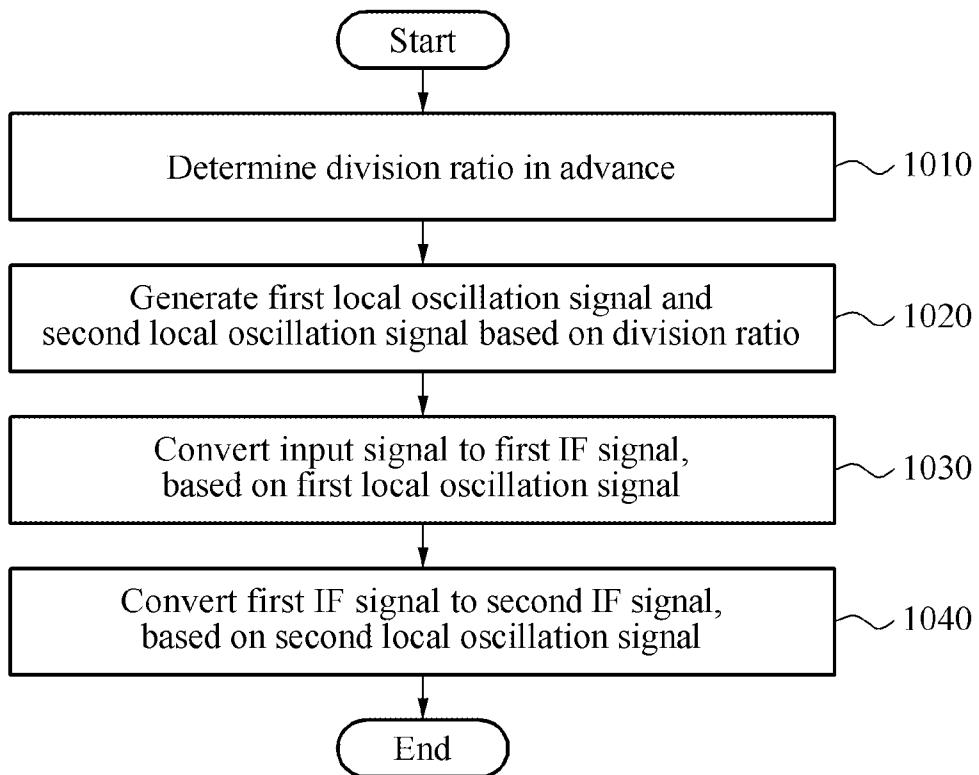 Start
Determine division ratio in advance
1010
Generate first local oscillation signal and
second local oscillation signal based on division ratio
1020
Convert input signal to first IF signal,
based on first local oscillation signal
1030
Convert first IF signal to second IF signal,
based on second local oscillation signal
1040
End